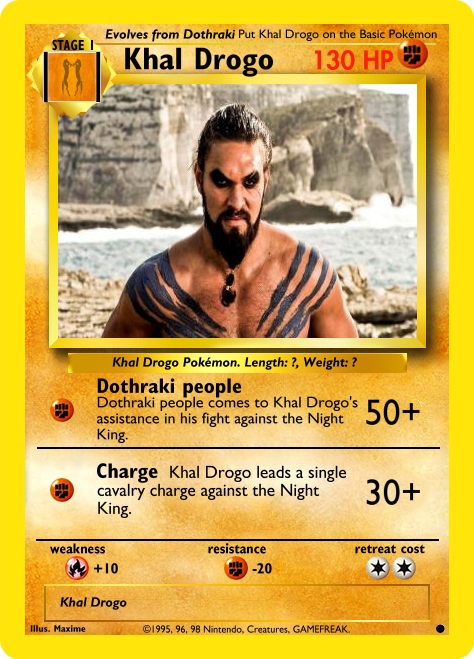 Evolves from Dothraki Put Khal Drogo on the Basic Pokémon
STAGE 1
Khal Drogo 130 HP
Khal Drogo Pokémon. Length: ?, Weight: ?
Dothraki people
Dothraki people comes to Khal Drogo's
assistance in his fight against the Night
King.
50+
Charge Khal Drogo leads a single
cavalry charge against the Night
King.
30+
weakness resistance retreat cost
+10 -20
Khal Drogo
Illus. Maxime ©1995, 96, 98 Nintendo, Creatures, GAMEFREAK.